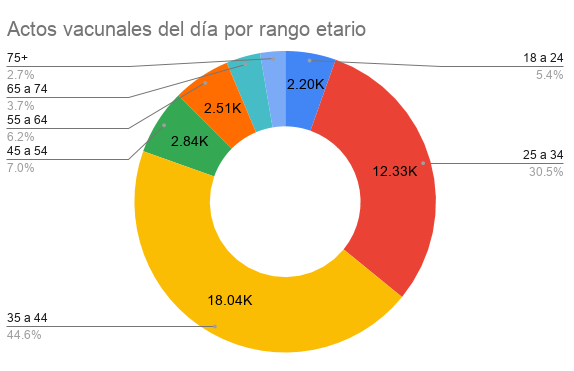 Actos vacunales del día por rango etario
75+
2.7%
65 a 74
3.7%
55 a 64
6.2%
45 a 54
7.0%
35 a 44
44.6%
18 a 24
5.4%
25 a 34
30.5%
2.20K
12.33K
18.04K
2.84K
2.51K